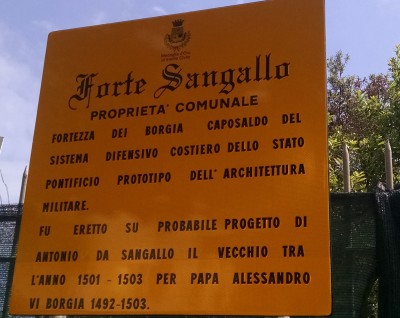 Forte Sangallo
PROPRIETA' COMUNALE
FORTEZZA DEI BORGIA CAPOSALDO DEL
SISTEMA DIFENSIVO COSTIERO DELLO STATO
PONTIFICIO PROTOTIPO DELL' ARCHITETTURA
MILITARE.
FU ERETTO SU PROBABILE PROGETTO DI
ANTONIO DA SANGALLO IL VECCHIO TRA
L'ANNO 1501 - 1503 PER PAPA ALESSANDRO
VI BORGIA 1492-1503.